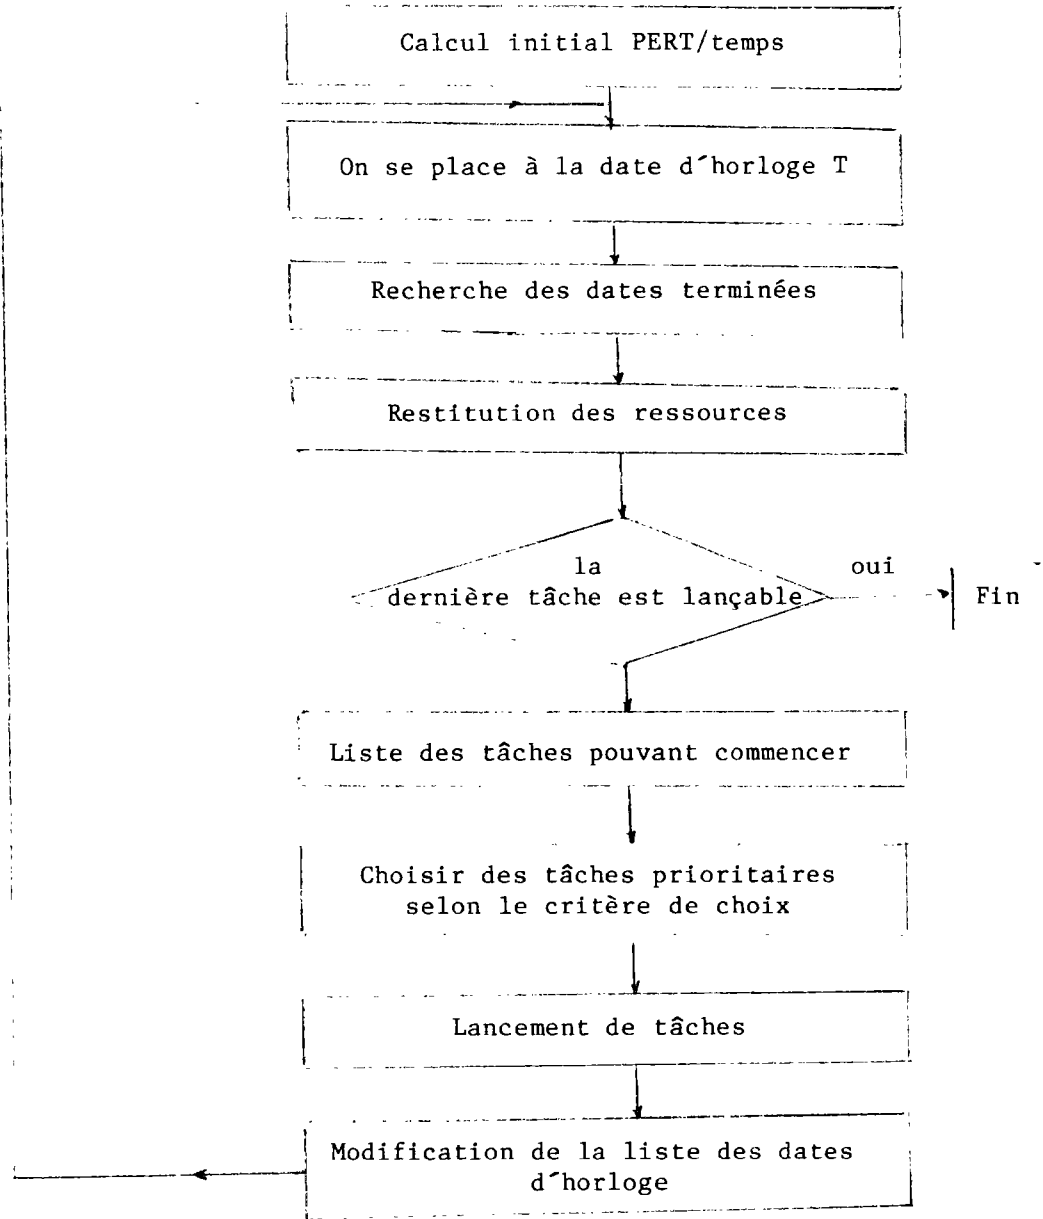 Calcul initial PERT/temps
On se place à la date d´horloge T
Recherche des dates terminées
Restitution des ressources
la
dernière tâche est lançable
oui
Fin
Liste des tâches pouvant commencer
Choisir des tâches prioritaires
selon le critère de choix
Lancement de tâches
Modification de la liste des dates
d´horloge